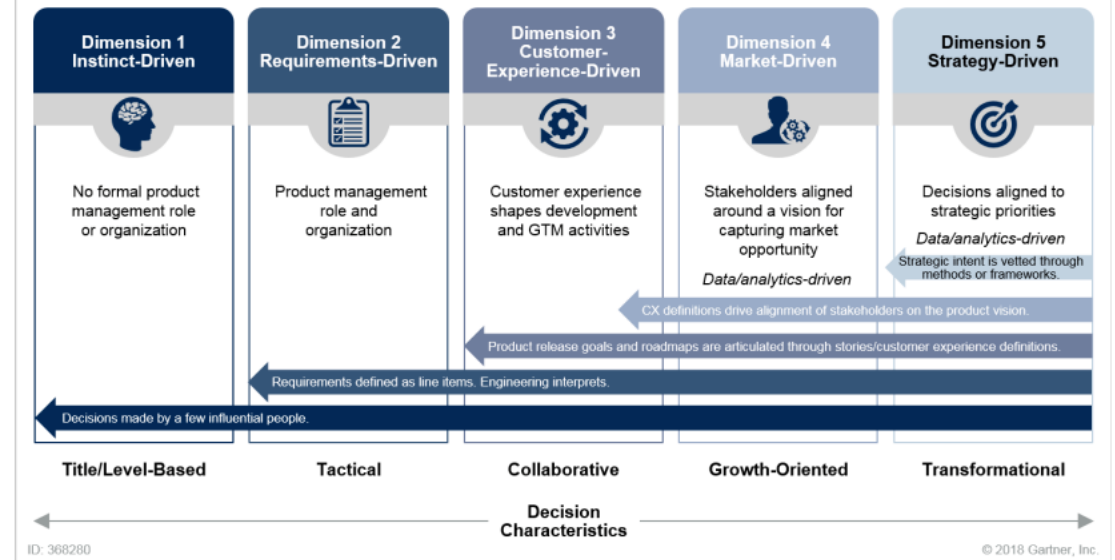 Dimension 1
Instinct-Driven
Dimension 2
Requirements-Driven
Dimension 3
Customer-
Experience-Driven
Dimension 4
Market-Driven
Dimension 5
Strategy-Driven
No formal product
management role
or organization
Product management
role and
organization
Customer experience
shapes development
and GTM activities
Stakeholders aligned
around a vision for
capturing market
opportunity
Data/analytics-driven
Decisions aligned to
strategic priorities
Data/analytics-driven
Strategic intent is vetted through
methods or frameworks.
CX definitions drive alignment of stakeholders on the product vision.
Product release goals and roadmaps are articulated through stories/customer experience definitions.
Requirements defined as line items. Engineering interprets.
Decisions made by a few influential people.
Title/Level-Based
Tactical
Collaborative
Growth-Oriented
Transformational
Decision
Characteristics
ID: 368280
© 2018 Gartner, Inc.